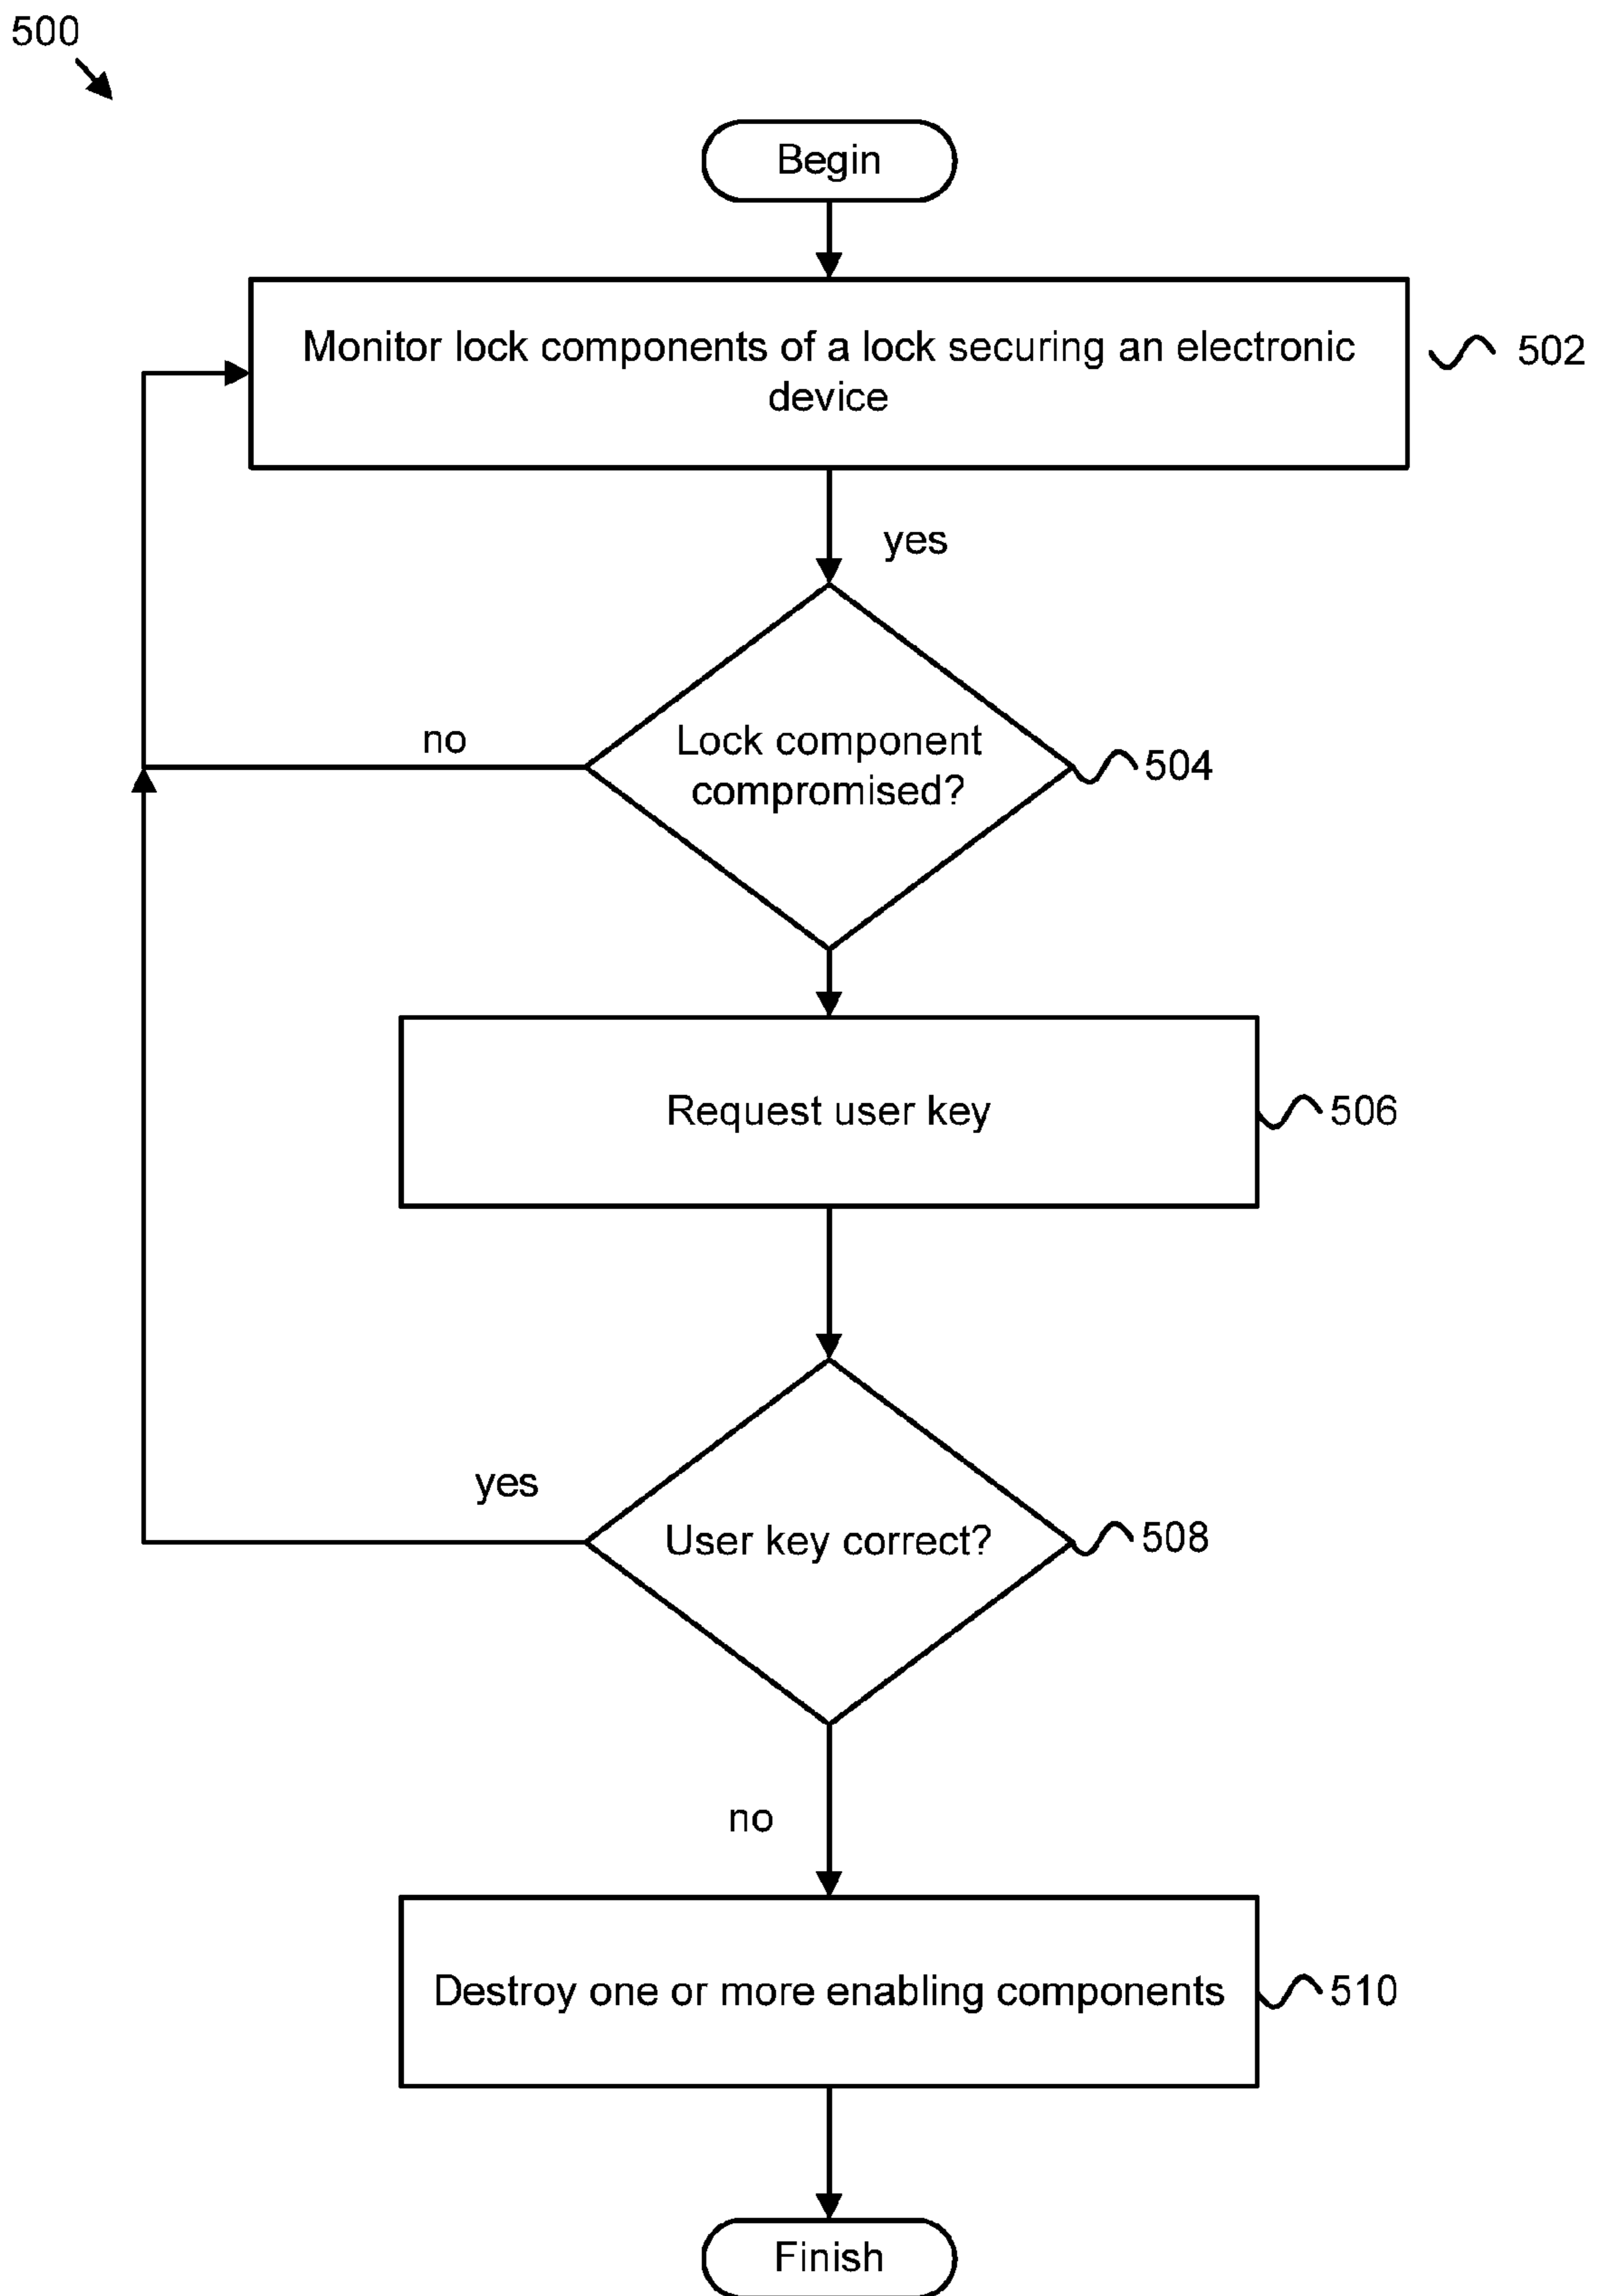 500
Begin
Monitor lock components of a lock securing an electronic
device
502
yes
no
Lock component
compromised?
504
Request user key
506
yes
User key correct?
508
no
Destroy one or more enabling components
510
Finish